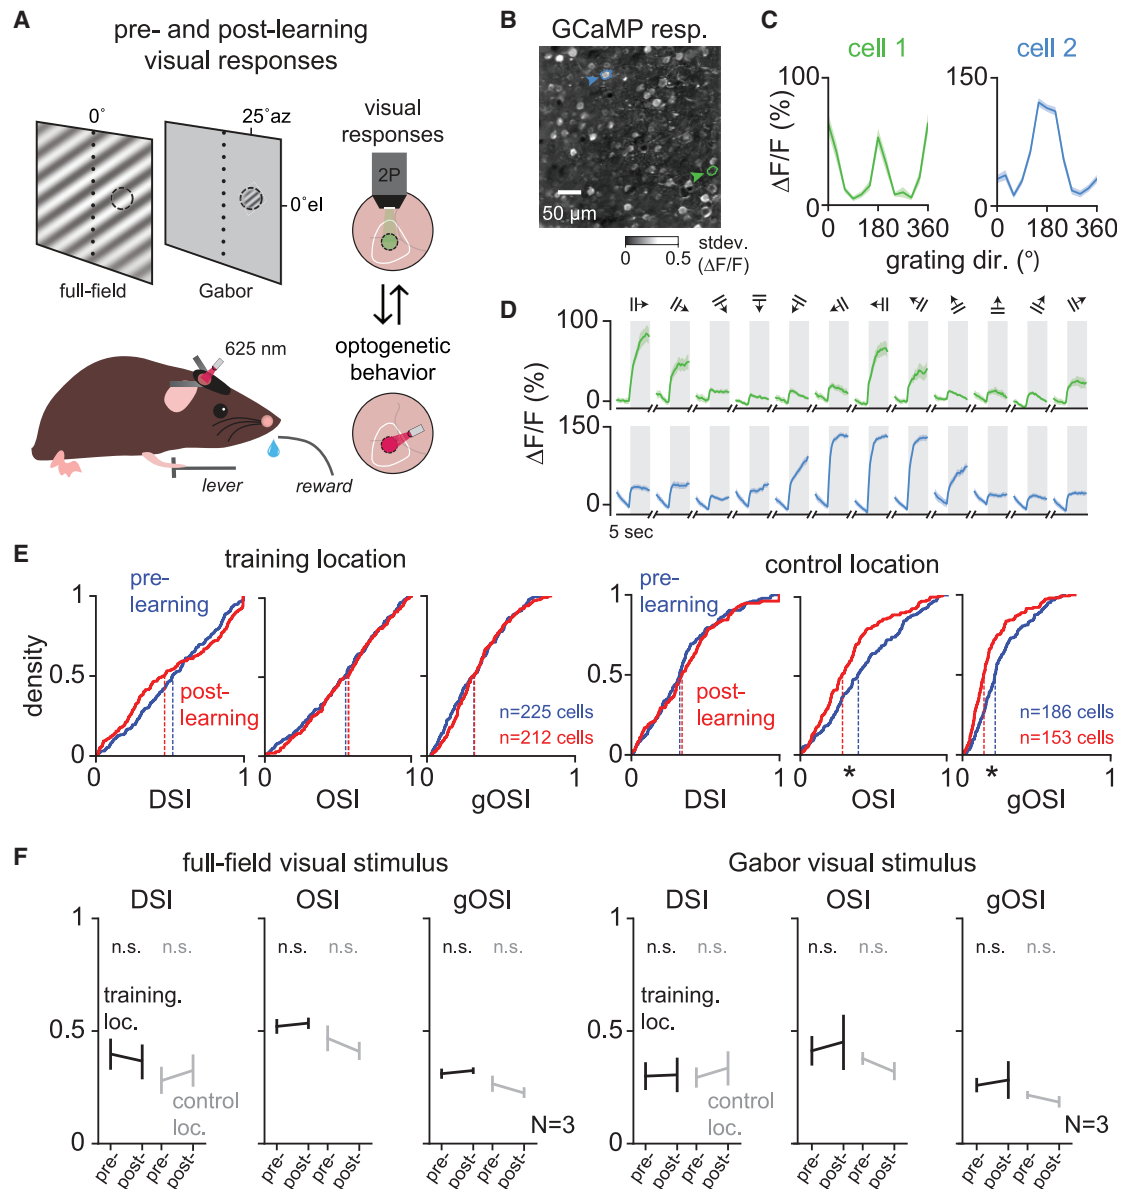 A
pre- and post-learning
visual responses
0°
25°az
0°el
full-field
Gabor
visual
responses
2P
optogenetic
behavior
625 nm
lever
reward
B
GCaMP resp.
50 µm
0
0.5
stdev.
(ΔF/F)
C
cell 1
cell 2
100
0
150
0
ΔF/F (%)
0
180
360
0
180
360
grating dir. (°)
D
100
0
150
0
ΔF/F (%)
5 sec
E
training location
control location
pre-
learning
post-
learning
pre-
learning
post-
learning
density
1
0.5
0
1
0.5
0
n=225 cells
n=212 cells
n=186 cells
n=153 cells
0
1
0
1
0
1
DSI
OSI
gOSI
0
1
0
1
0
1
*
*
DSI
OSI
gOSI
F
full-field visual stimulus
Gabor visual stimulus
DSI
OSI
gOSI
DSI
OSI
gOSI
1
0.5
0
1
0.5
0
n.s.
n.s.
n.s.
n.s.
n.s.
n.s.
n.s.
n.s.
n.s.
n.s.
n.s.
n.s.
training.
loc.
control
loc.
training.
loc.
control
loc.
N=3
N=3
pre-
post-
pre-
post-
pre-
post-
pre-
post-
pre-
post-
pre-
post-
pre-
post-
pre-
post-
pre-
post-
pre-
post-
pre-
post-
pre-
post-